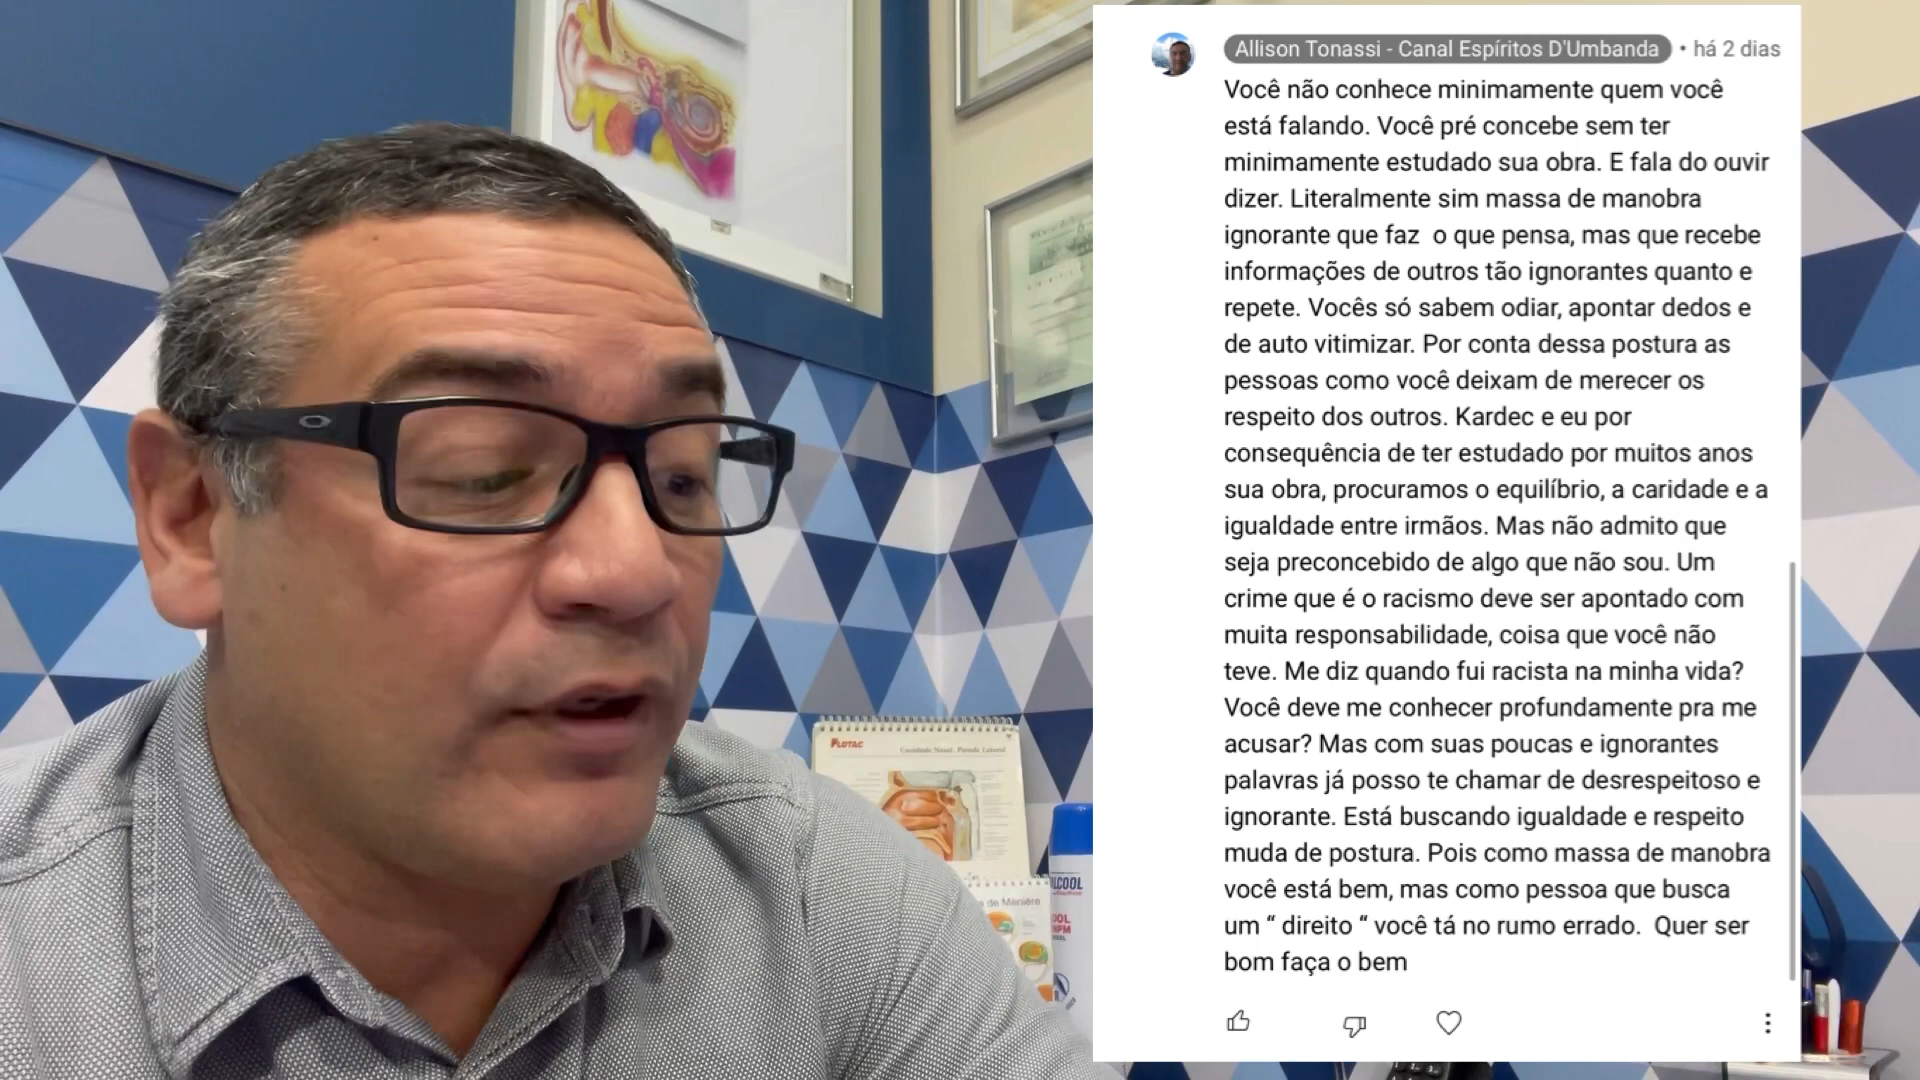 Allison Tonassi - Canal Espíritos D'Umbanda • há 2 dias
Você não conhece minimamente quem você
está falando. Você pré concebe sem ter
minimamente estudado sua obra. E fala do ouvir
dizer. Literalmente sim massa de manobra
ignorante que faz  o que pensa, mas que recebe
informações de outros tão ignorantes quanto e
repete. Vocês só sabem odiar, apontar dedos e
de auto vitimizar. Por conta dessa postura as
pessoas como você deixam de merecer os
respeito dos outros. Kardec e eu por
consequência de ter estudado por muitos anos
sua obra, procuramos o equilíbrio, a caridade e a
igualdade entre irmãos. Mas não admito que
seja preconcebido de algo que não sou. Um
crime que é o racismo deve ser apontado com
muita responsabilidade, coisa que você não
teve. Me diz quando fui racista na minha vida?
Você deve me conhecer profundamente pra me
acusar? Mas com suas poucas e ignorantes
palavras já posso te chamar de desrespeitoso e
ignorante. Está buscando igualdade e respeito
muda de postura. Pois como massa de manobra
você está bem, mas como pessoa que busca
um “ direito “ você tá no rumo errado.  Quer ser
bom faça o bem
FLOTAC
Cavidade Nasal, Parede Lateral
de Menière
LCOOL